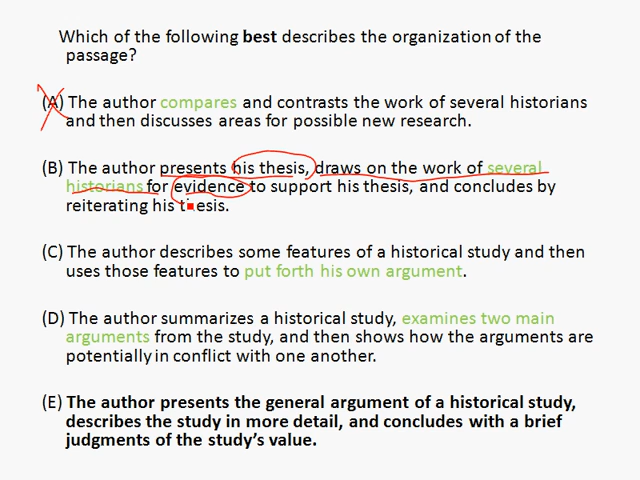 Which of the following best describes the organization of the
passage?
(A) The author compares and contrasts the work of several historians
and then discusses areas for possible new research.
(B) The author presents his thesis, draws on the work of several
historians for evidence to support his thesis, and concludes by
reiterating his thesis.
(C) The author describes some features of a historical study and then
uses those features to put forth his own argument.
(D) The author summarizes a historical study, examines two main
arguments from the study, and then shows how the arguments are
potentially in conflict with one another.
(E) The author presents the general argument of a historical study,
describes the study in more detail, and concludes with a brief
judgments of the study's value.